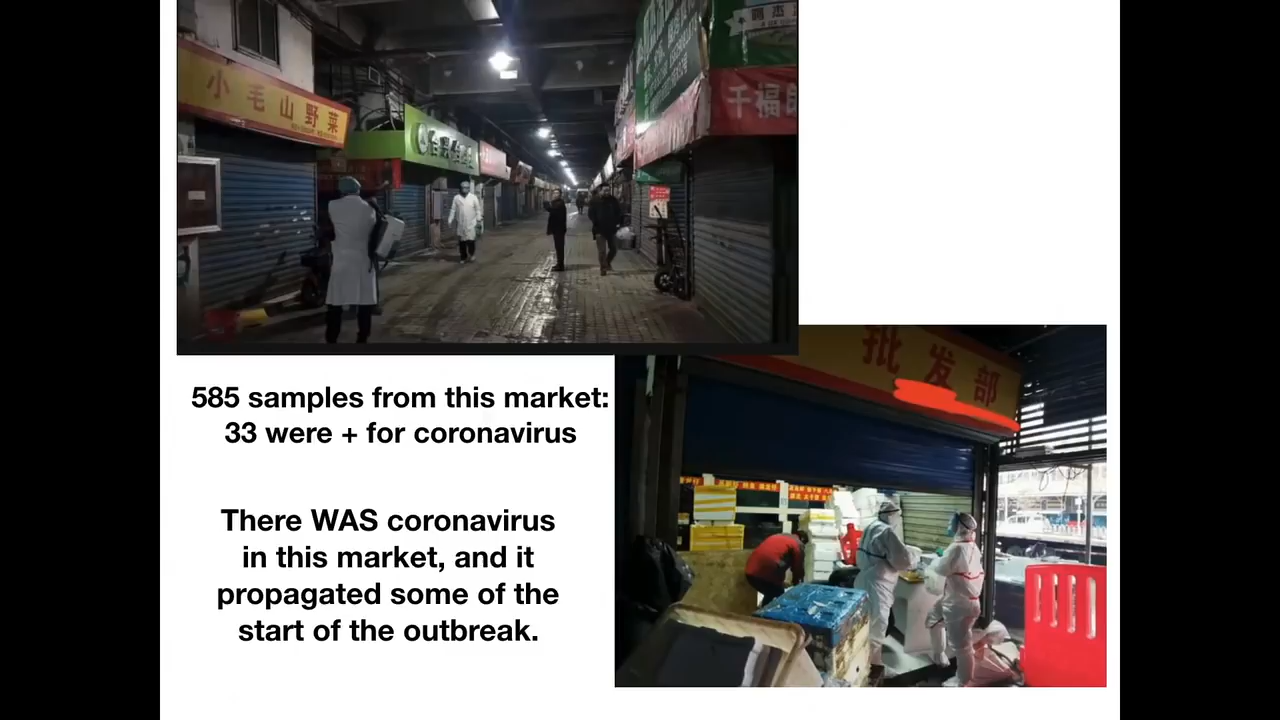 小毛山野菜
千福
585 samples from this market:
33 were + for coronavirus
There WAS coronavirus
in this market, and it
propagated some of the
start of the outbreak.
批发部